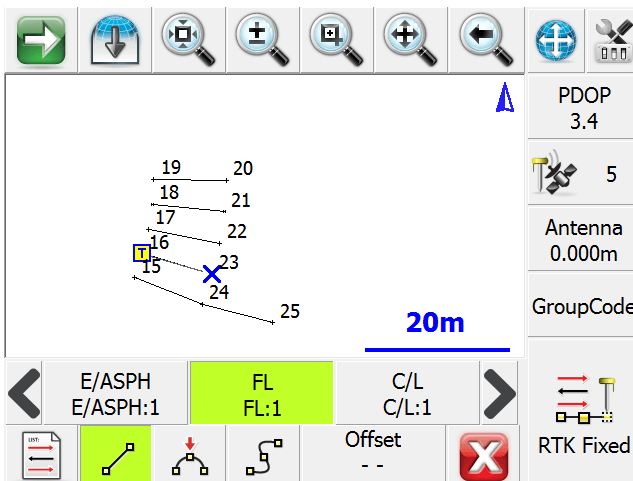 PDOP
3.4
5
Antenna
0.000m
GroupCode
RTK Fixed
19 20
18 21
17 22
16 23
T
15 24
25
20m
E/ASPH
E/ASPH:1
FL
FL:1
C/L
C/L:1
LIST:
Offset
- -